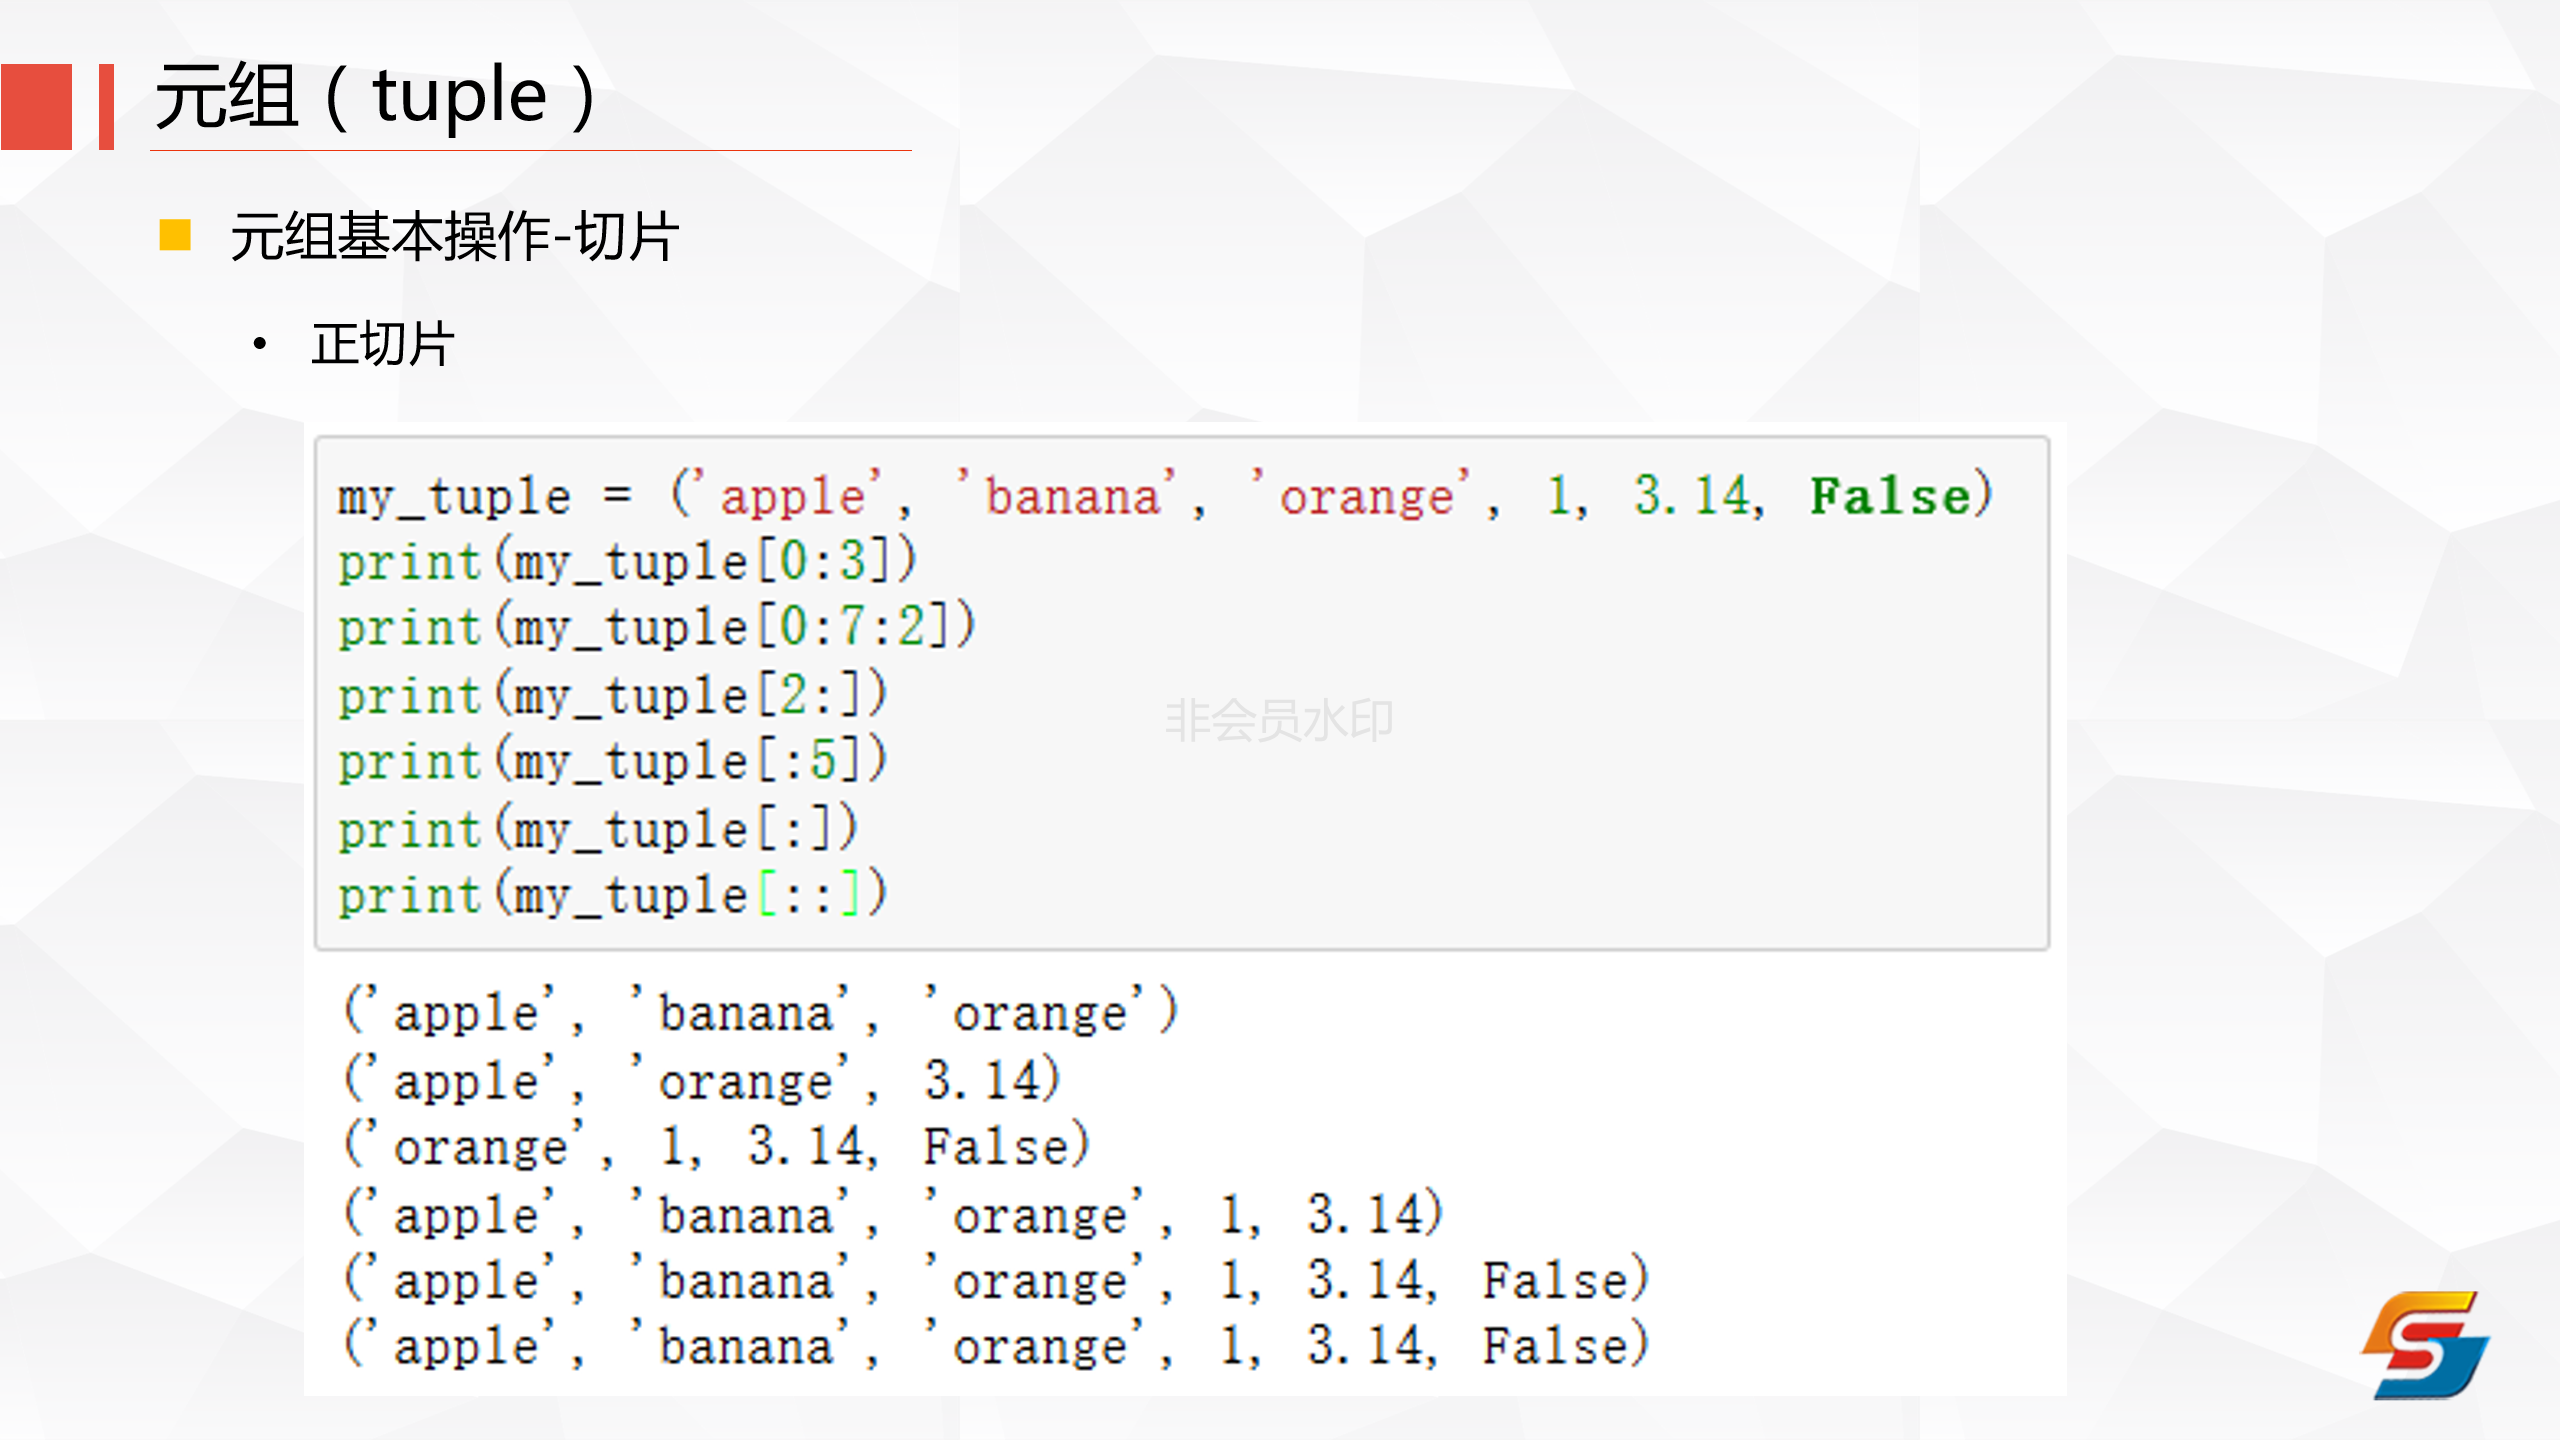 元组（tuple）
元组基本操作-切片
• 正切片
my_tuple = ('apple', 'banana', 'orange', 1, 3.14, False)
print(my_tuple[0:3])
print(my_tuple[0:7:2])
print(my_tuple[2:])
print(my_tuple[:5])
print(my_tuple[:])
print(my_tuple[::])
非会员水印
('apple', 'banana', 'orange')
('apple', 'orange', 3.14)
('orange', 1, 3.14, False)
('apple', 'banana', 'orange', 1, 3.14)
('apple', 'banana', 'orange', 1, 3.14, False)
('apple', 'banana', 'orange', 1, 3.14, False)